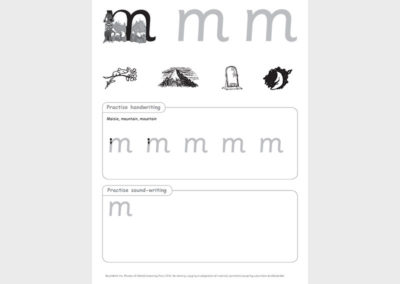 m m m
Practise handwriting
Maisie, mountain, mountain
m m m m m
Practise sound-writing
m